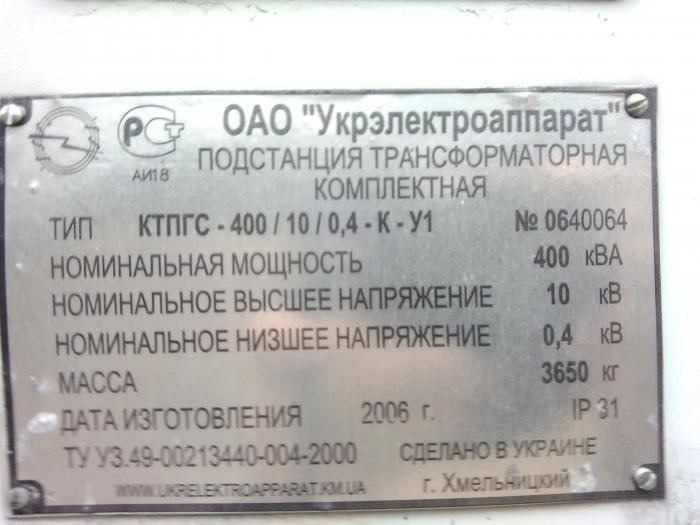 ОАО "Укрэлектроаппарат"
РСТ
АИ18
ПОДСТАНЦИЯ ТРАНСФОРМАТОРНАЯ
КОМПЛЕКТНАЯ
ТИП КТПГС - 400 / 10 / 0,4 - К - У1 № 0640064
НОМИНАЛЬНАЯ МОЩНОСТЬ 400 кВА
НОМИНАЛЬНОЕ ВЫСШЕЕ НАПРЯЖЕНИЕ 10 кВ
НОМИНАЛЬНОЕ НИЗШЕЕ НАПРЯЖЕНИЕ 0,4 кВ
МАССА 3650 кг
ДАТА ИЗГОТОВЛЕНИЯ 2006 г. IP 31
ТУ УЗ.49-00213440-004-2000 СДЕЛАНО В УКРАИНЕ
WWW.UKRELEKTROAPPARAT.KM.UA г. Хмельницкий